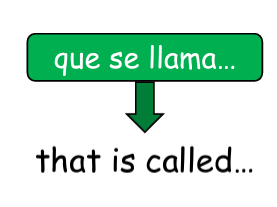 que se llama…
that is called…